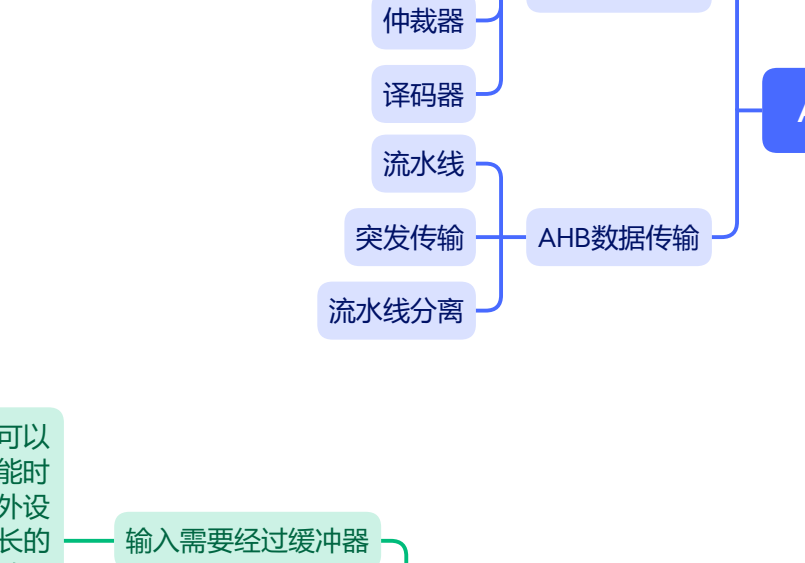 仲裁器
译码器
流水线
突发传输
AHB数据传输
流水线分离
可以
能时
外设
长的
输入需要经过缓冲器